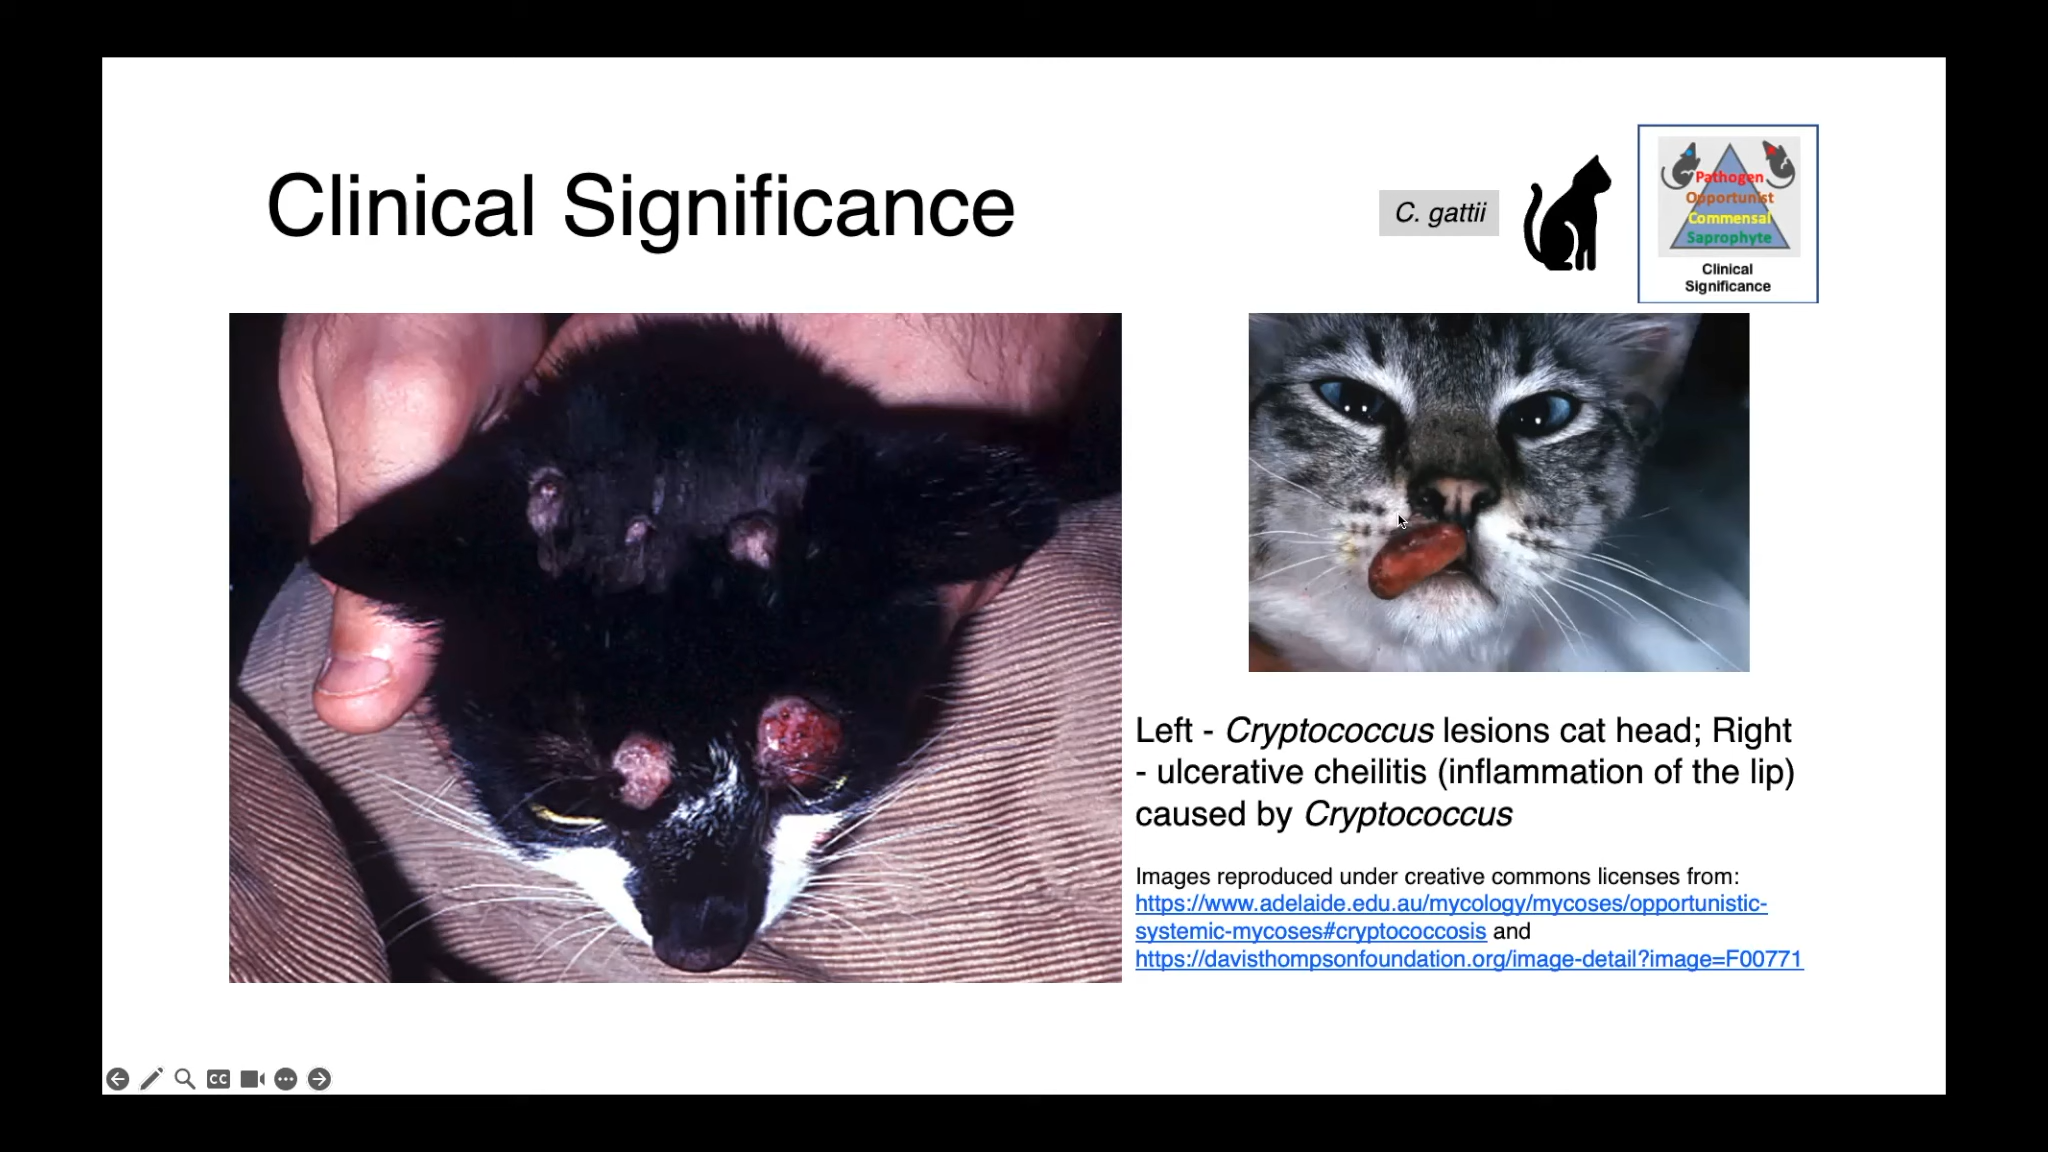 Clinical Significance
C. gattii
Pathogen
Opportunist
Commensal
Saprophyte
Clinical
Significance
Left - Cryptococcus lesions cat head; Right
- ulcerative cheilitis (inflammation of the lip)
caused by Cryptococcus
Images reproduced under creative commons licenses from:
https://www.adelaide.edu.au/mycology/mycoses/opportunistic-
systemic-mycoses#cryptococcosis and
https://davisthompsonfoundation.org/image-detail?image=F00771
CC